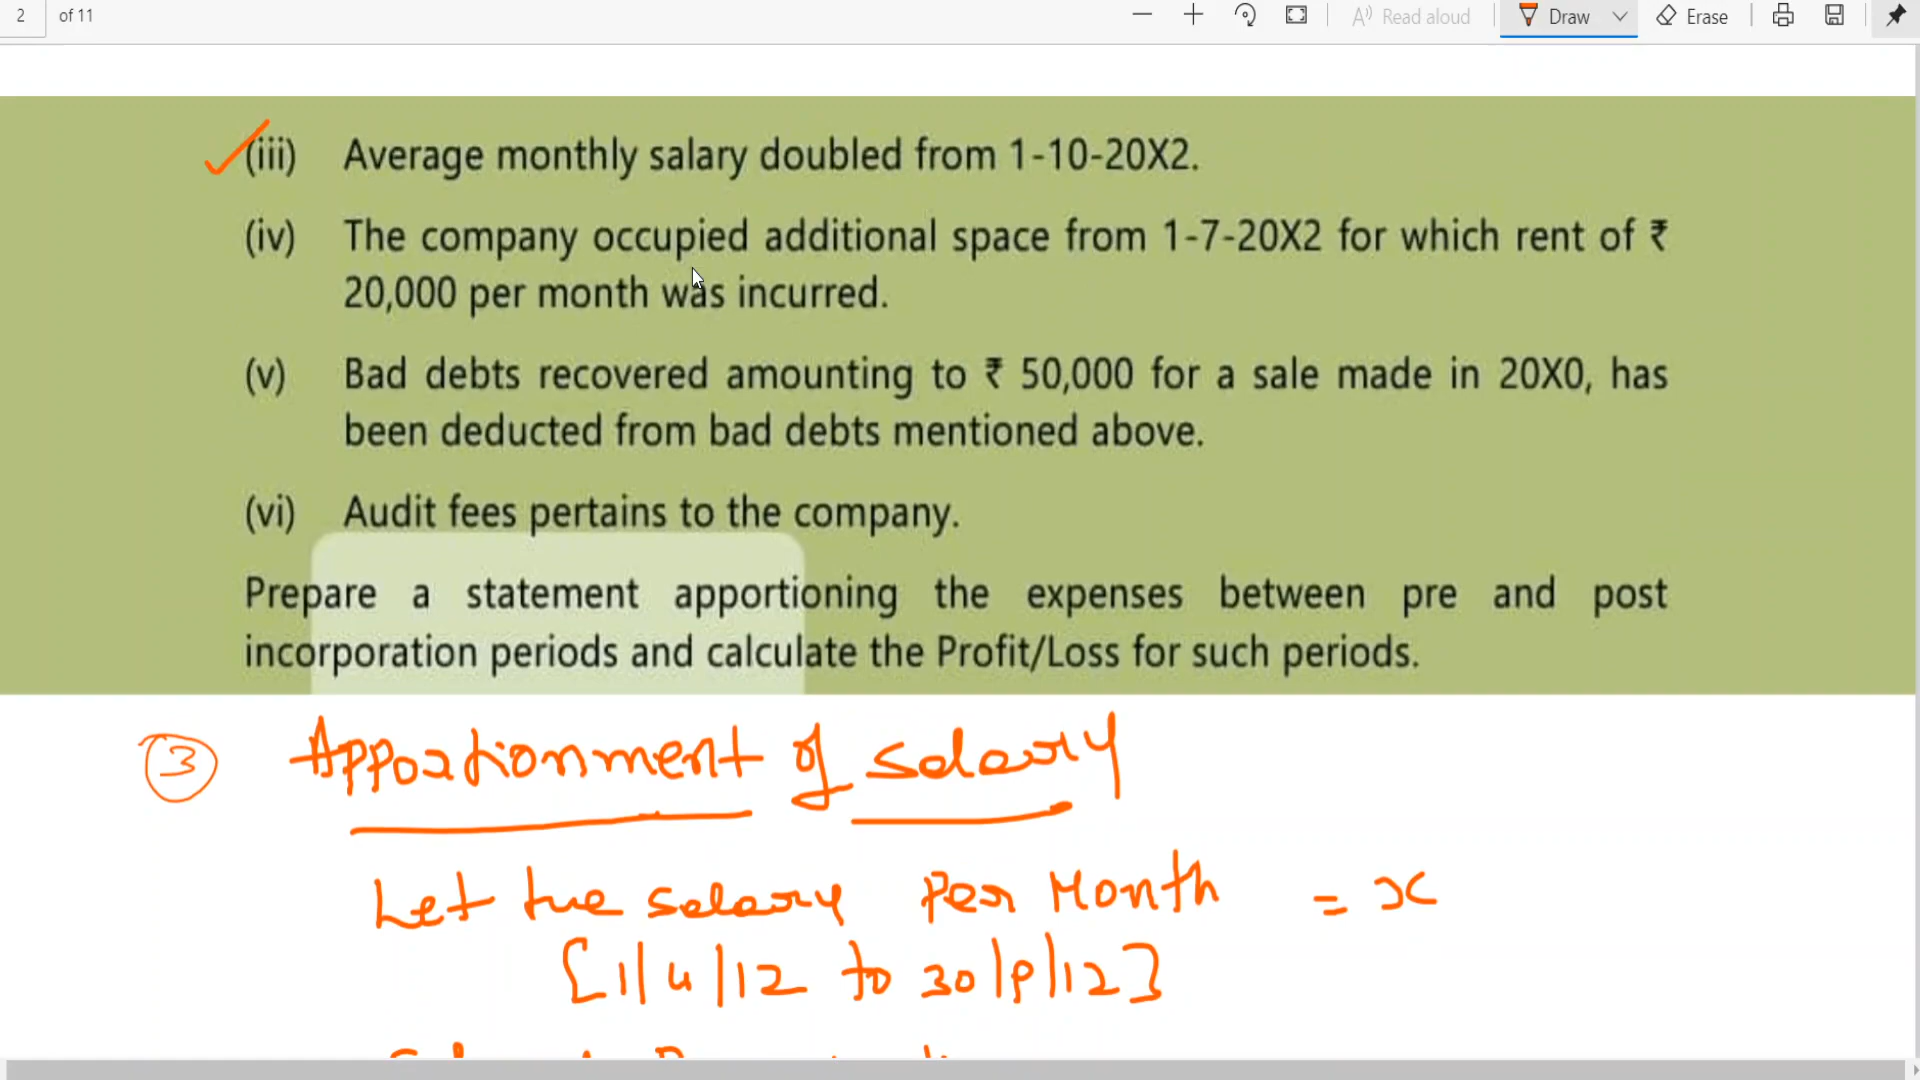 2 of 11 Read aloud Draw Erase
(iii) Average monthly salary doubled from 1-10-20X2.
(iv) The company occupied additional space from 1-7-20X2 for which rent of ₹
20,000 per month was incurred.
(v) Bad debts recovered amounting to ₹ 50,000 for a sale made in 20X0, has
been deducted from bad debts mentioned above.
(vi) Audit fees pertains to the company.
Prepare a statement apportioning the expenses between pre and post
incorporation periods and calculate the Profit/Loss for such periods.
3 Apportionment of salary
Let the salary Per Month = x
[1/4/12 to 30/9/12]